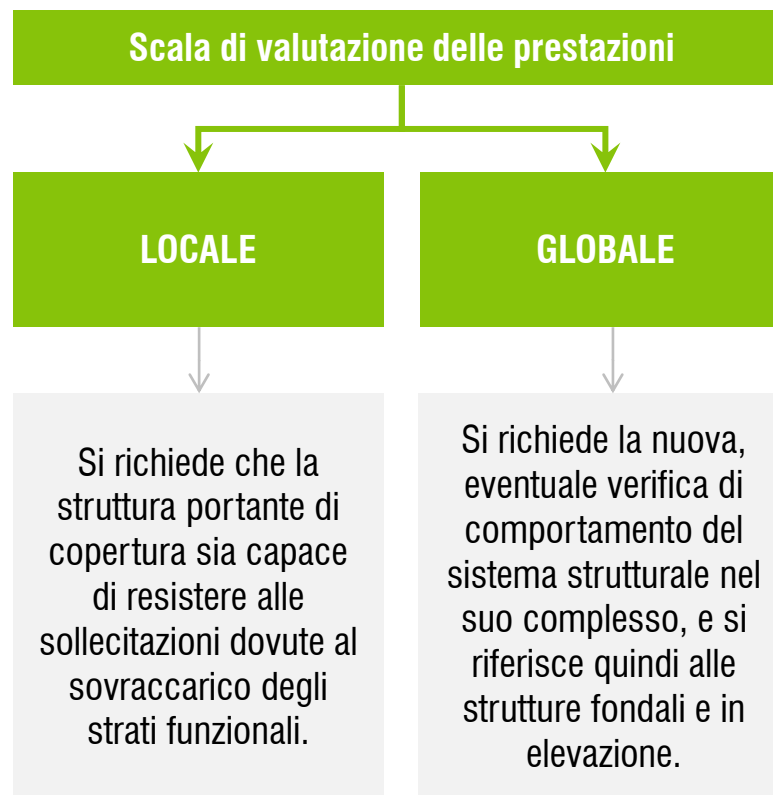 Scala di valutazione delle prestazioni
LOCALE
GLOBALE
Si richiede che la
struttura portante di
copertura sia capace
di resistere alle
sollecitazioni dovute al
sovraccarico degli
strati funzionali.
Si richiede la nuova,
eventuale verifica di
comportamento del
sistema strutturale nel
suo complesso, e si
riferisce quindi alle
strutture fondali e in
elevazione.